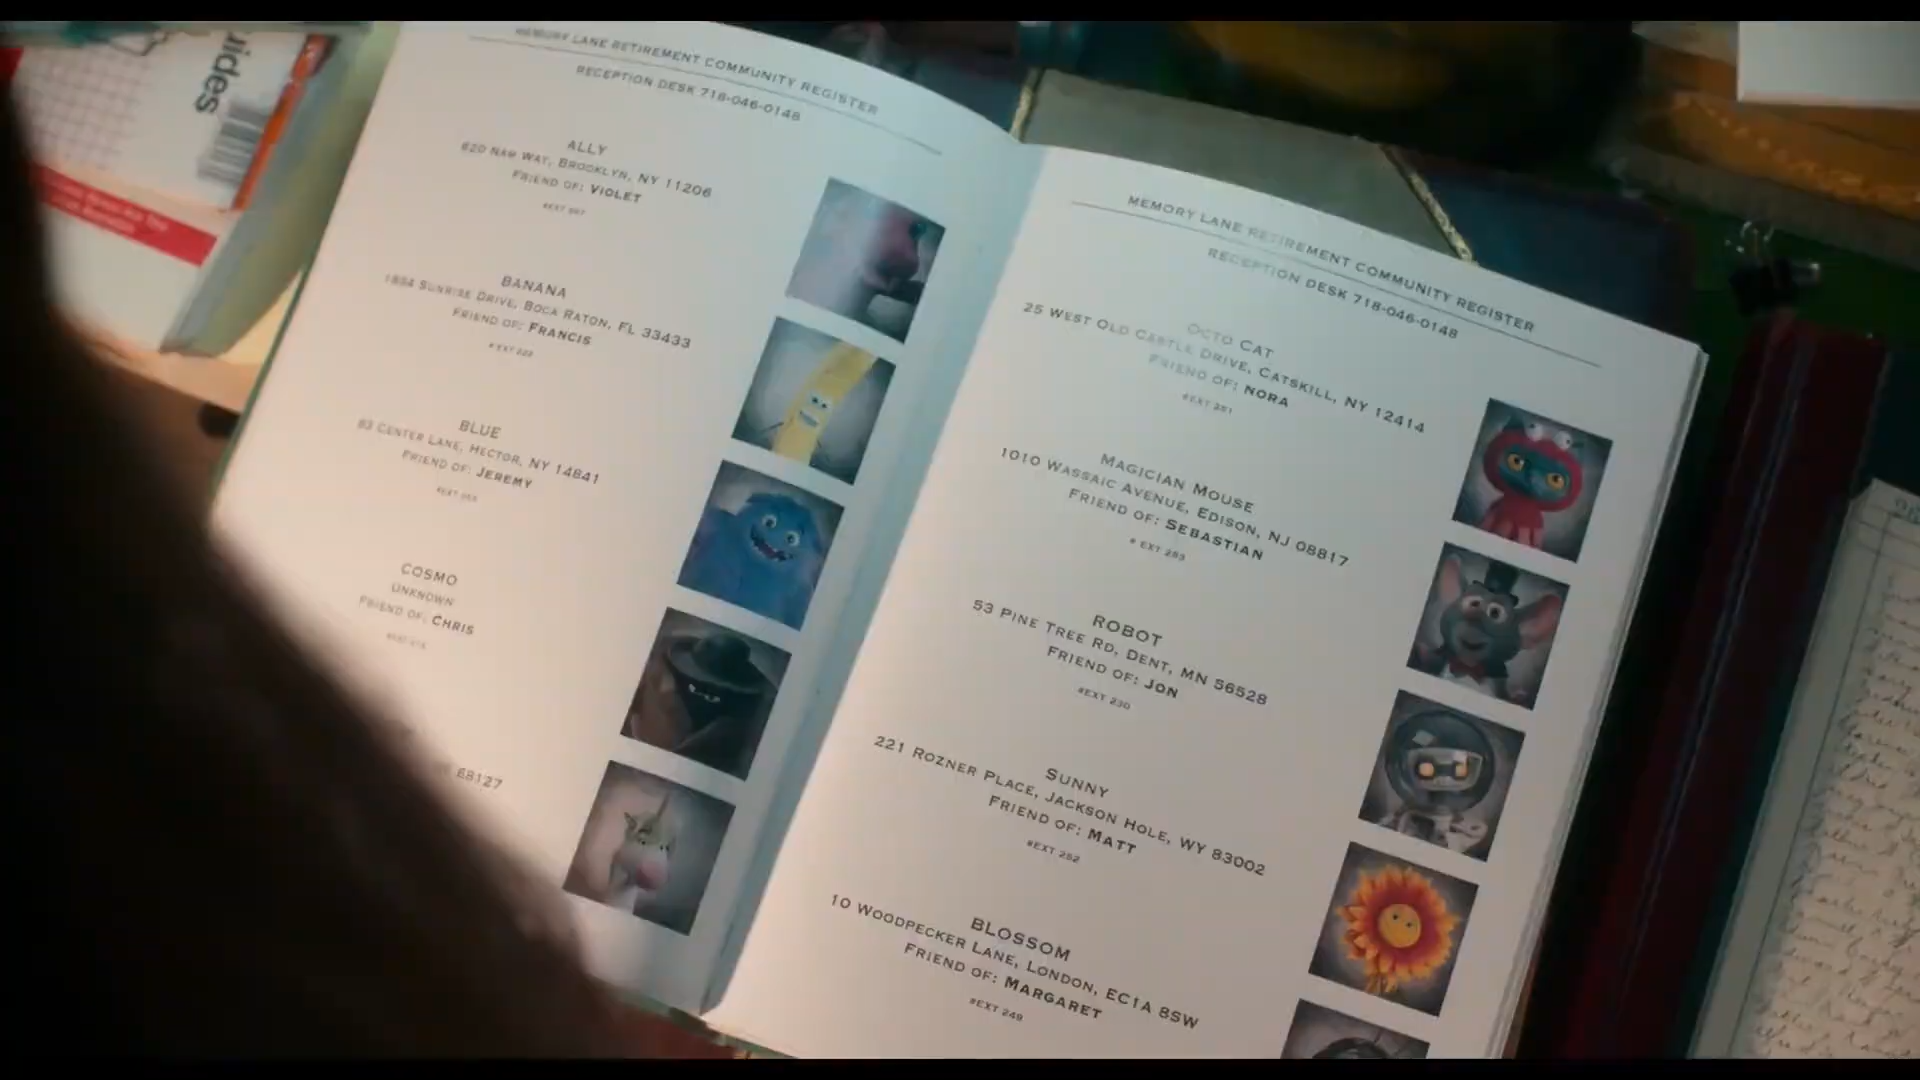 uides
MEMORY LANE RETIREMENT COMMUNITY REGISTER
RECEPTION DESK 718-046-0148
ALLY
620 NAW WAY, BROOKLYN, NY 11206
FRIEND OF: VIOLET
BANANA
1884 SUNRISE DRIVE, BOCA RATON, FL 33433
FRIEND OF: FRANCIS
#EXT 222
BLUE
83 CENTER LANE, HECTOR, NY 14841
FRIEND OF: JEREMY
COSMO
UNKNOWN
FRIEND OF: CHRIS
68127
MEMORY LANE RETIREMENT COMMUNITY REGISTER
RECEPTION DESK 718-046-0148
OCTO CAT
25 WEST OLD CASTLE DRIVE, CATSKILL, NY 12414
FRIEND OF: NORA
#EXT 251
MAGICIAN MOUSE
1010 WASSAIC AVENUE, EDISON, NJ 08817
FRIEND OF: SEBASTIAN
# EXT 293
ROBOT
53 PINE TREE RD, DENT, MN 56528
FRIEND OF: JON
#EXT 230
SUNNY
221 ROZNER PLACE, JACKSON HOLE, WY 83002
FRIEND OF: MATT
#EXT 252
BLOSSOM
10 WOODPECKER LANE, LONDON, EC1A 8SW
FRIEND OF: MARGARET
#EXT 249